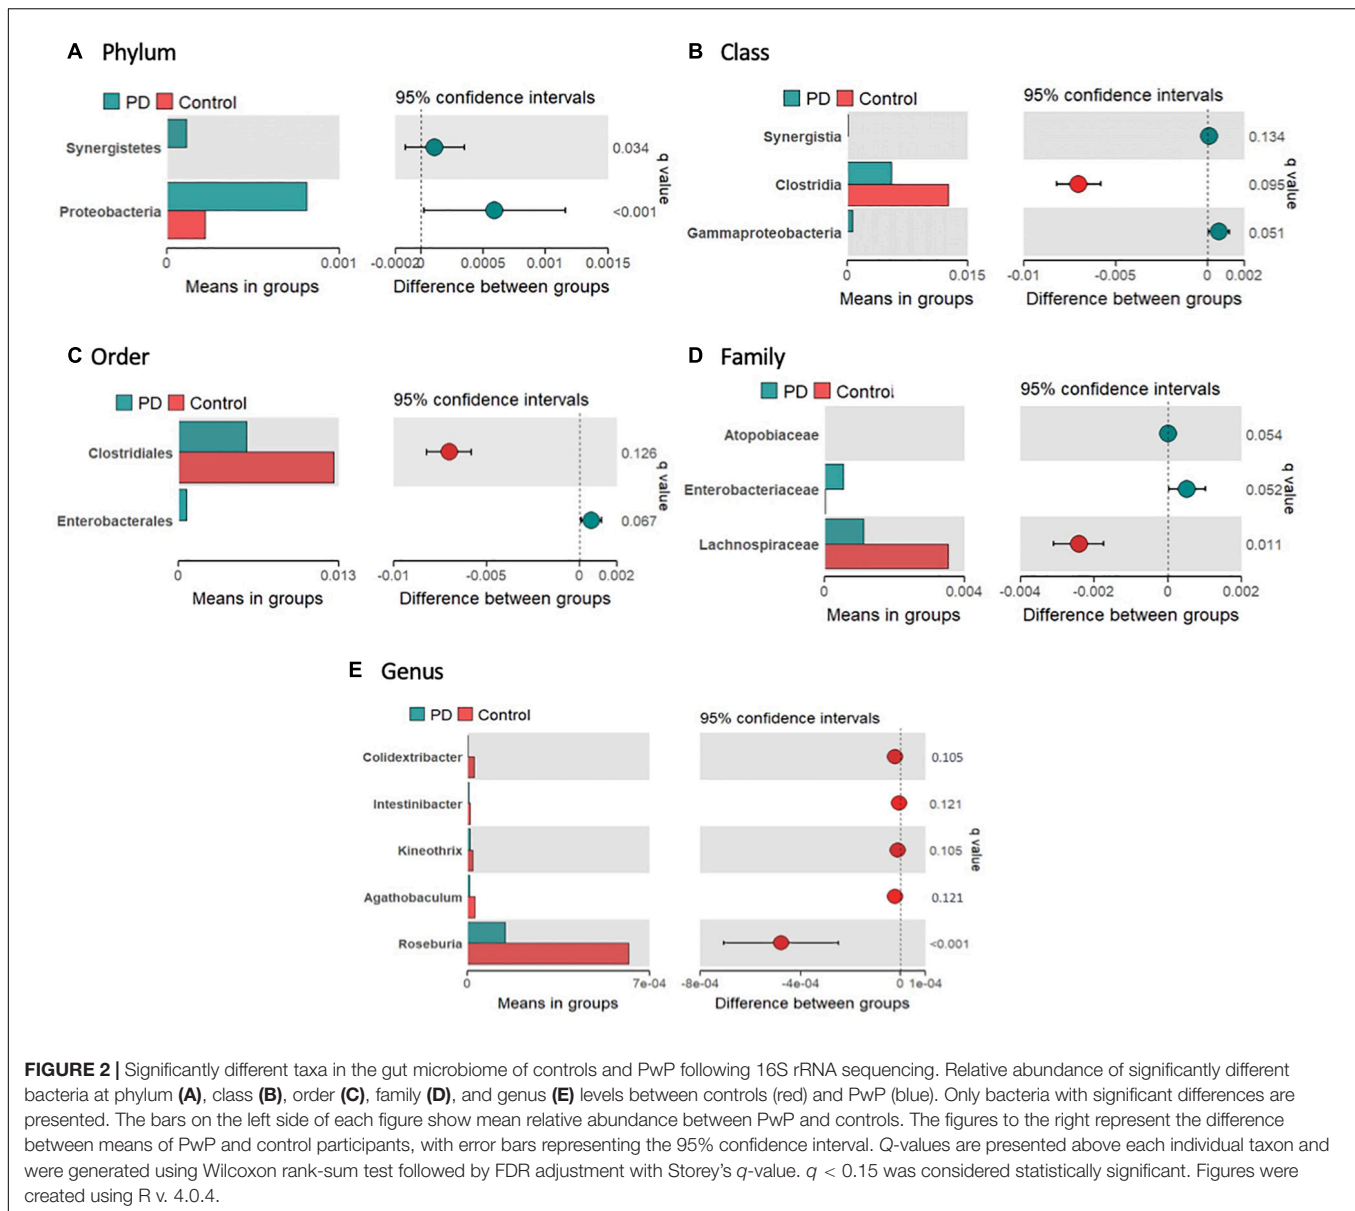 A Phylum
PD Control
95% confidence intervals
Synergistetes
0.034
Proteobacteria
<0.001
q value
0 0.001
-0.0002 0 0.0005 0.001 0.0015
Means in groups
Difference between groups
B Class
PD Control
95% confidence intervals
Synergistia
0.134
Clostridia
0.095
Gammaproteobacteria
0.051
q value
0 0.015
-0.01 -0.005 0 0.002
Means in groups
Difference between groups
C Order
PD Control
95% confidence intervals
Clostridiales
0.126
Enterobacterales
0.067
q value
0 0.013
-0.01 -0.005 0 0.002
Means in groups
Difference between groups
D Family
PD Control
95% confidence intervals
Atopobiaceae
0.054
Enterobacteriaceae
0.052
Lachnospiraceae
0.011
q value
0 0.004
-0.004 -0.002 0 0.002
Means in groups
Difference between groups
E Genus
PD Control
95% confidence intervals
Colidextribacter
0.105
Intestinibacter
0.121
Kineothrix
0.105
Agathobaculum
0.121
Roseburia
<0.001
q value
0 7e-04
-8e-04 -4e-04 0 1e-04
Means in groups
Difference between groups
FIGURE 2 | Significantly different taxa in the gut microbiome of controls and PwP following 16S rRNA sequencing. Relative abundance of significantly different
bacteria at phylum (A), class (B), order (C), family (D), and genus (E) levels between controls (red) and PwP (blue). Only bacteria with significant differences are
presented. The bars on the left side of each figure show mean relative abundance between PwP and controls. The figures to the right represent the difference
between means of PwP and control participants, with error bars representing the 95% confidence interval. Q-values are presented above each individual taxon and
were generated using Wilcoxon rank-sum test followed by FDR adjustment with Storey's q-value. q < 0.15 was considered statistically significant. Figures were
created using R v. 4.0.4.